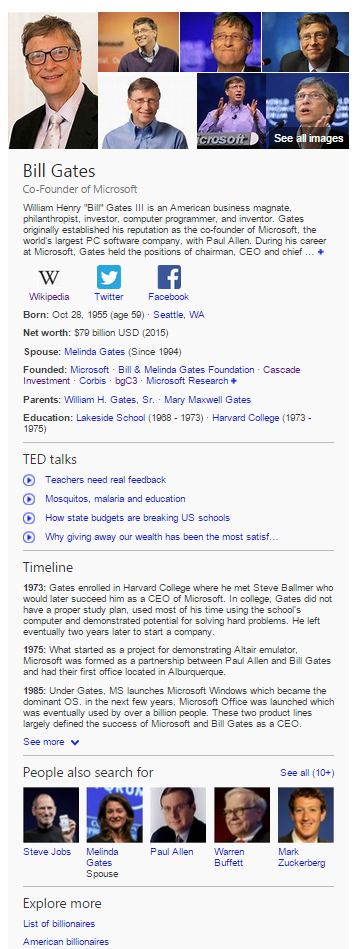 See all images
Bill Gates
Co-Founder of Microsoft
William Henry "Bill" Gates III is an American business magnate,
philanthropist, investor, computer programmer, and inventor. Gates
originally established his reputation as the co-founder of Microsoft, the
world's largest PC software company, with Paul Allen. During his career
at Microsoft, Gates held the positions of chairman, CEO and chief ... +
W
Wikipedia Twitter Facebook
Born: Oct 28, 1955 (age 59) · Seattle, WA
Net worth: $79 billion USD (2015)
Spouse: Melinda Gates (Since 1994)
Founded: Microsoft · Bill & Melinda Gates Foundation · Cascade
Investment · Corbis · bgC3 · Microsoft Research +
Parents: William H. Gates, Sr. · Mary Maxwell Gates
Education: Lakeside School (1968 - 1973) · Harvard College (1973 -
1975)
TED talks
Teachers need real feedback
Mosquitos, malaria and education
How state budgets are breaking US schools
Why giving away our wealth has been the most satisf...
Timeline
1973: Gates enrolled in Harvard College where he met Steve Ballmer who
would later succeed him as a CEO of Microsoft. In college, Gates did not
have a proper study plan, used most of his time using the school's
computer and demonstrated potential for solving hard problems. He left
eventually two years later to start a company.
1975: What started as a project for demonstrating Altair emulator,
Microsoft was formed as a partnership between Paul Allen and Bill Gates
and had their first office located in Alburquerque.
1985: Under Gates, MS launches Microsoft Windows which became the
dominant OS. in the next few years, Microsoft Office was launched which
was eventually used by over a billion people. These two product lines
largely defined the success of Microsoft and Bill Gates as a CEO.
See more
People also search for See all (10+)
Steve Jobs Melinda Paul Allen Warren Mark
Gates Buffett Zuckerberg
Spouse
Explore more
List of billionaires
American billionaires